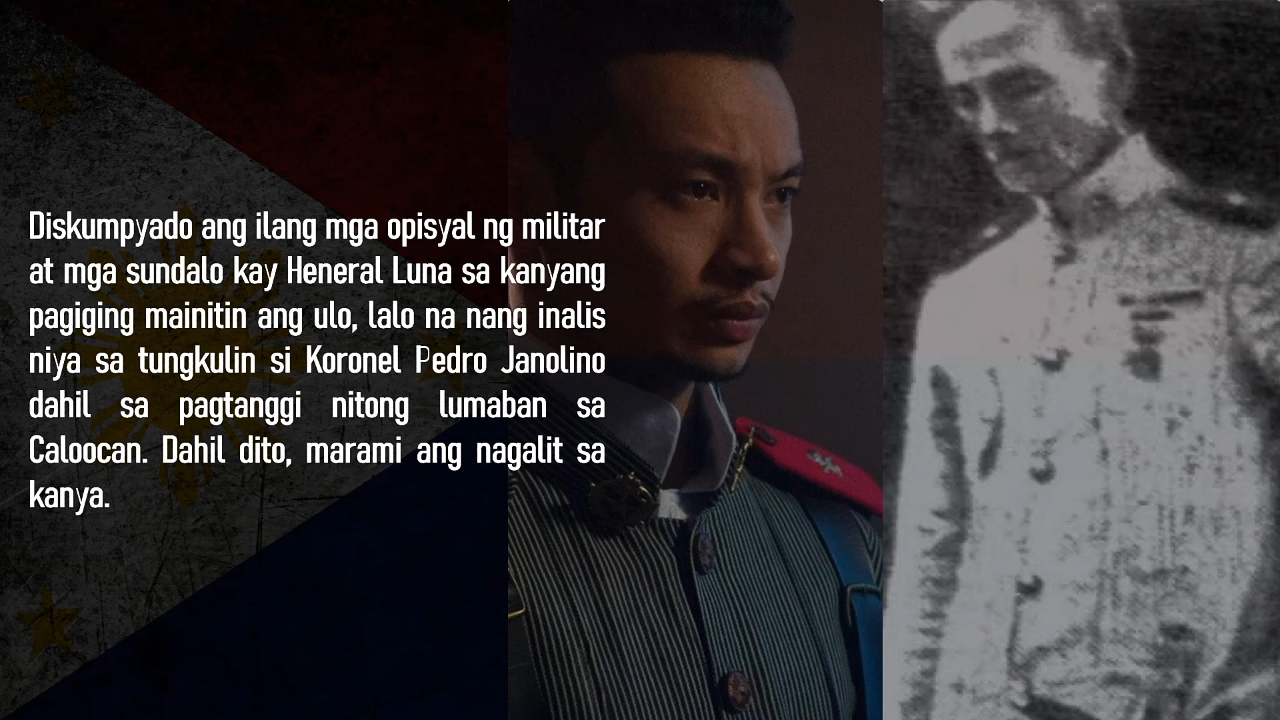 Diskumpyado ang ilang mga opisyal ng militar
at mga sundalo kay Heneral Luna sa kanyang
pagiging mainitin ang ulo, lalo na nang inalis
niya sa tungkulin si Koronel Pedro Janolino
dahil sa pagtanggi nitong lumaban sa
Caloocan. Dahil dito, marami ang nagalit sa
kanya.